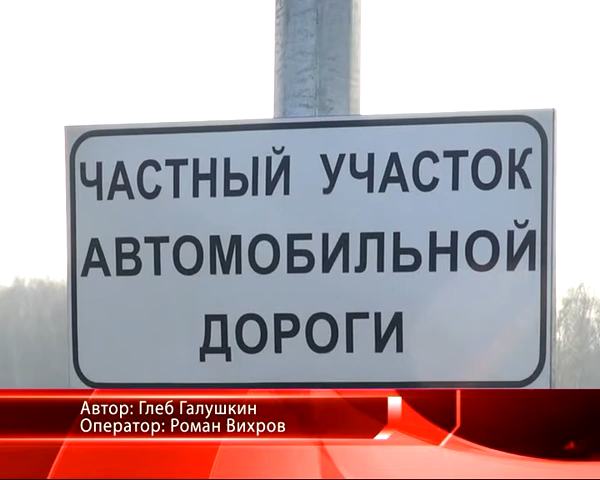 ЧАСТНЫЙ УЧАСТОК
АВТОМОБИЛЬНОЙ
ДОРОГИ
Автор: Глеб Галушкин
Оператор: Роман Вихров